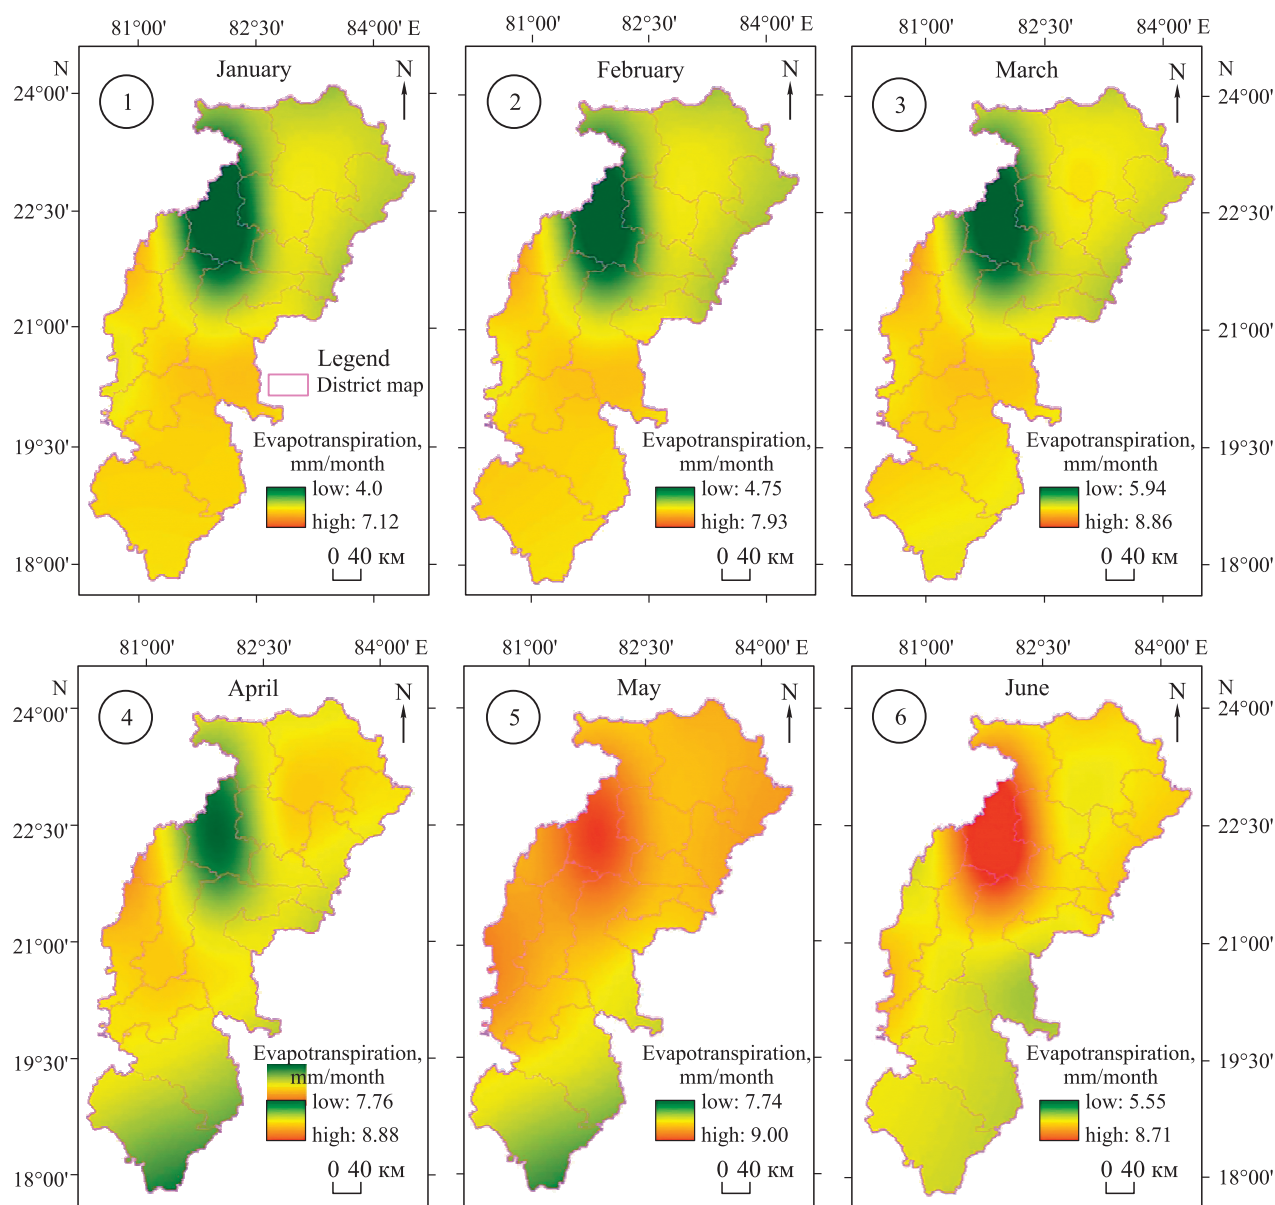 81°00' 82°30' 84°00' E 81°00' 82°30' 84°00' 81°00' 82°30' 84°00'
N January N February N March N N
1 2 3
24°00' 24°00'
22°30' 22°30'
21°00' 21°00'
Legend
District map
19°30' 19°30'
Evapotranspiration, Evapotranspiration, Evapotranspiration,
mm/month mm/month mm/month
low: 4.0 low: 4.75 low: 5.94
high: 7.12 high: 7.93 high: 8.86
0 40 км 0 40 км 0 40 км
18°00' 18°00'
81°00' 82°30' 84°00' E 81°00' 82°30' 84°00' E 81°00' 82°30' 84°00'
N April N May N June N N
4 5 6
24°00' 24°00'
22°30' 22°30'
21°00' 21°00'
19°30' 19°30'
Evapotranspiration, Evapotranspiration, Evapotranspiration,
mm/month mm/month mm/month
low: 7.76 low: 7.74 low: 5.55
high: 8.88 high: 9.00 high: 8.71
0 40 км 0 40 км 0 40 км
18°00' 18°00'